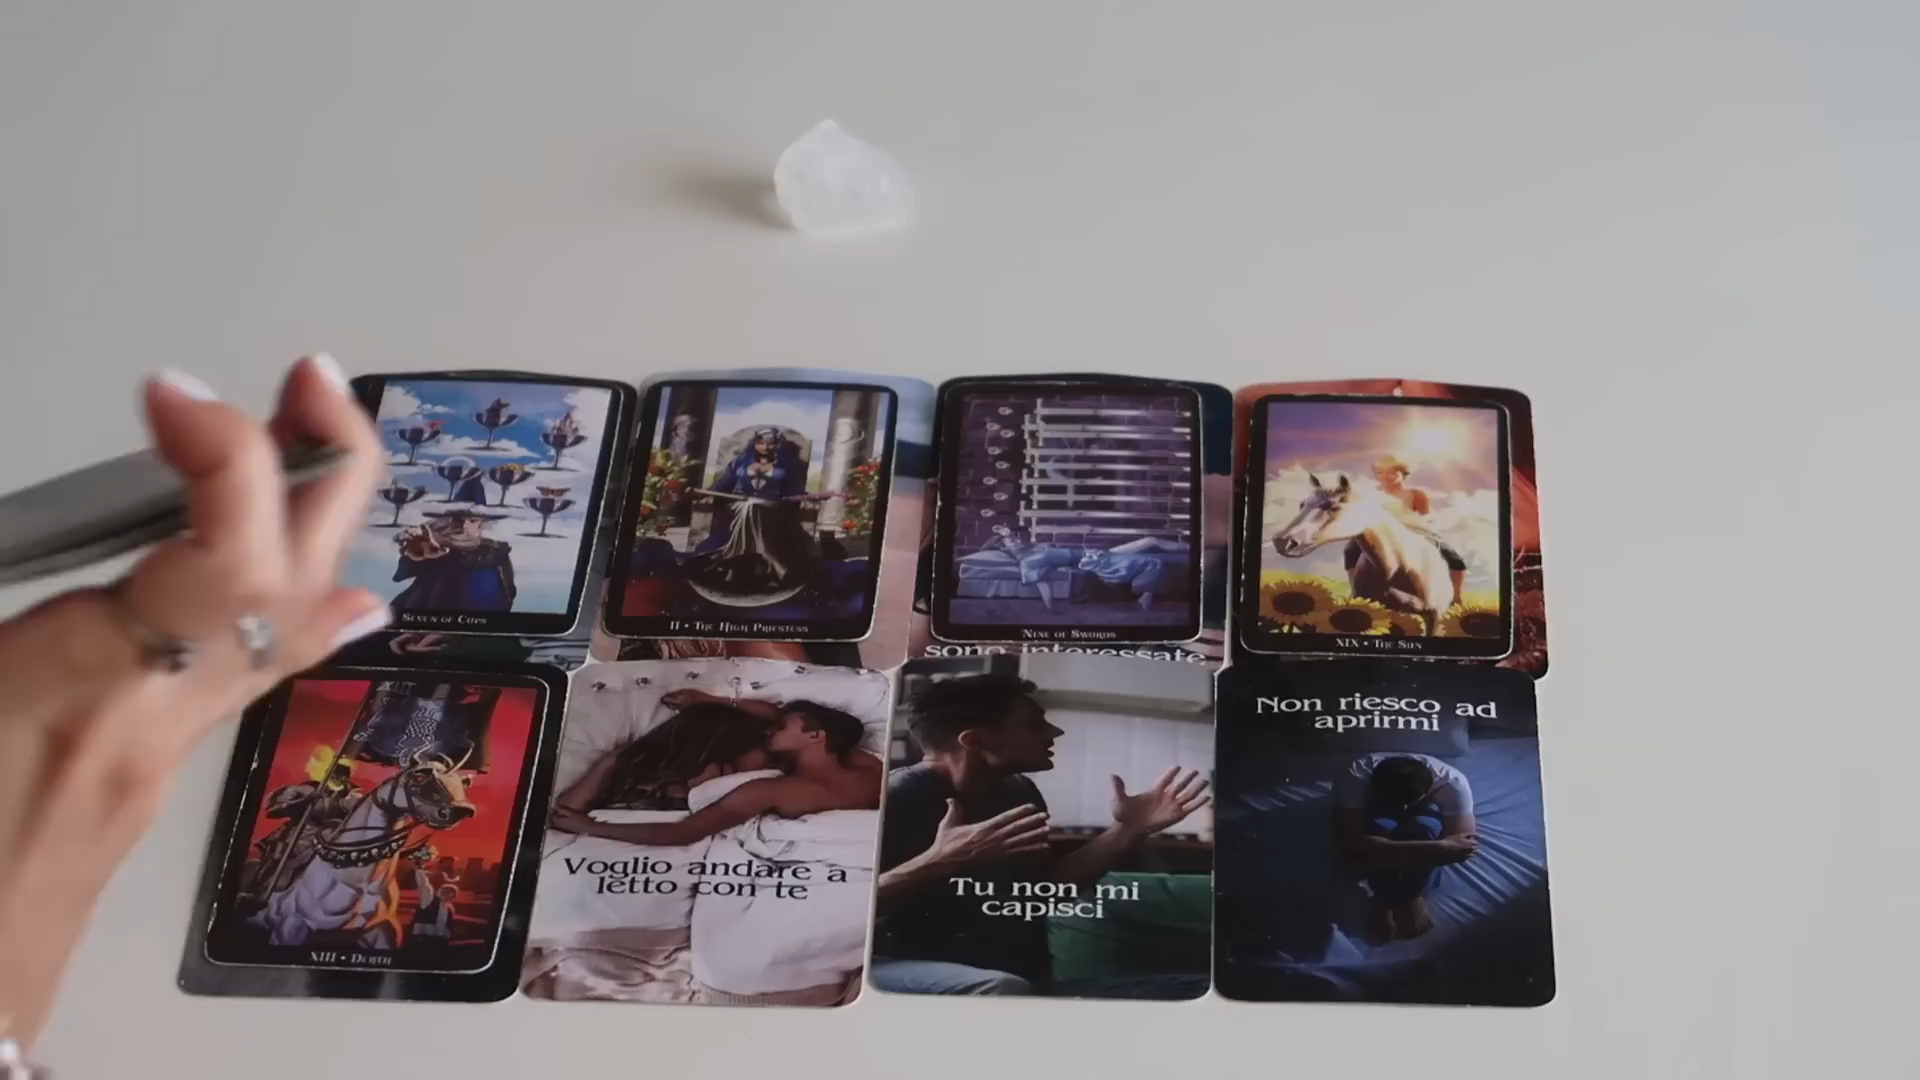 SEVEN OF CUPS
II • THE HIGH PRIESTESS
NINE OF SWORDS
XIX • THE SUN
sono interessate
XIII • DEATH
Voglio andare a
letto con te
Tu non mi
capisci
Non riesco ad
aprirmi